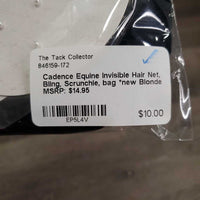 The Tack Collector
846159-172
Cadence Equine Invisible Hair Net,
Bling, Scrunchie, bag *new Blonde
MSRP: $14.95
$10.00
EP5L4V